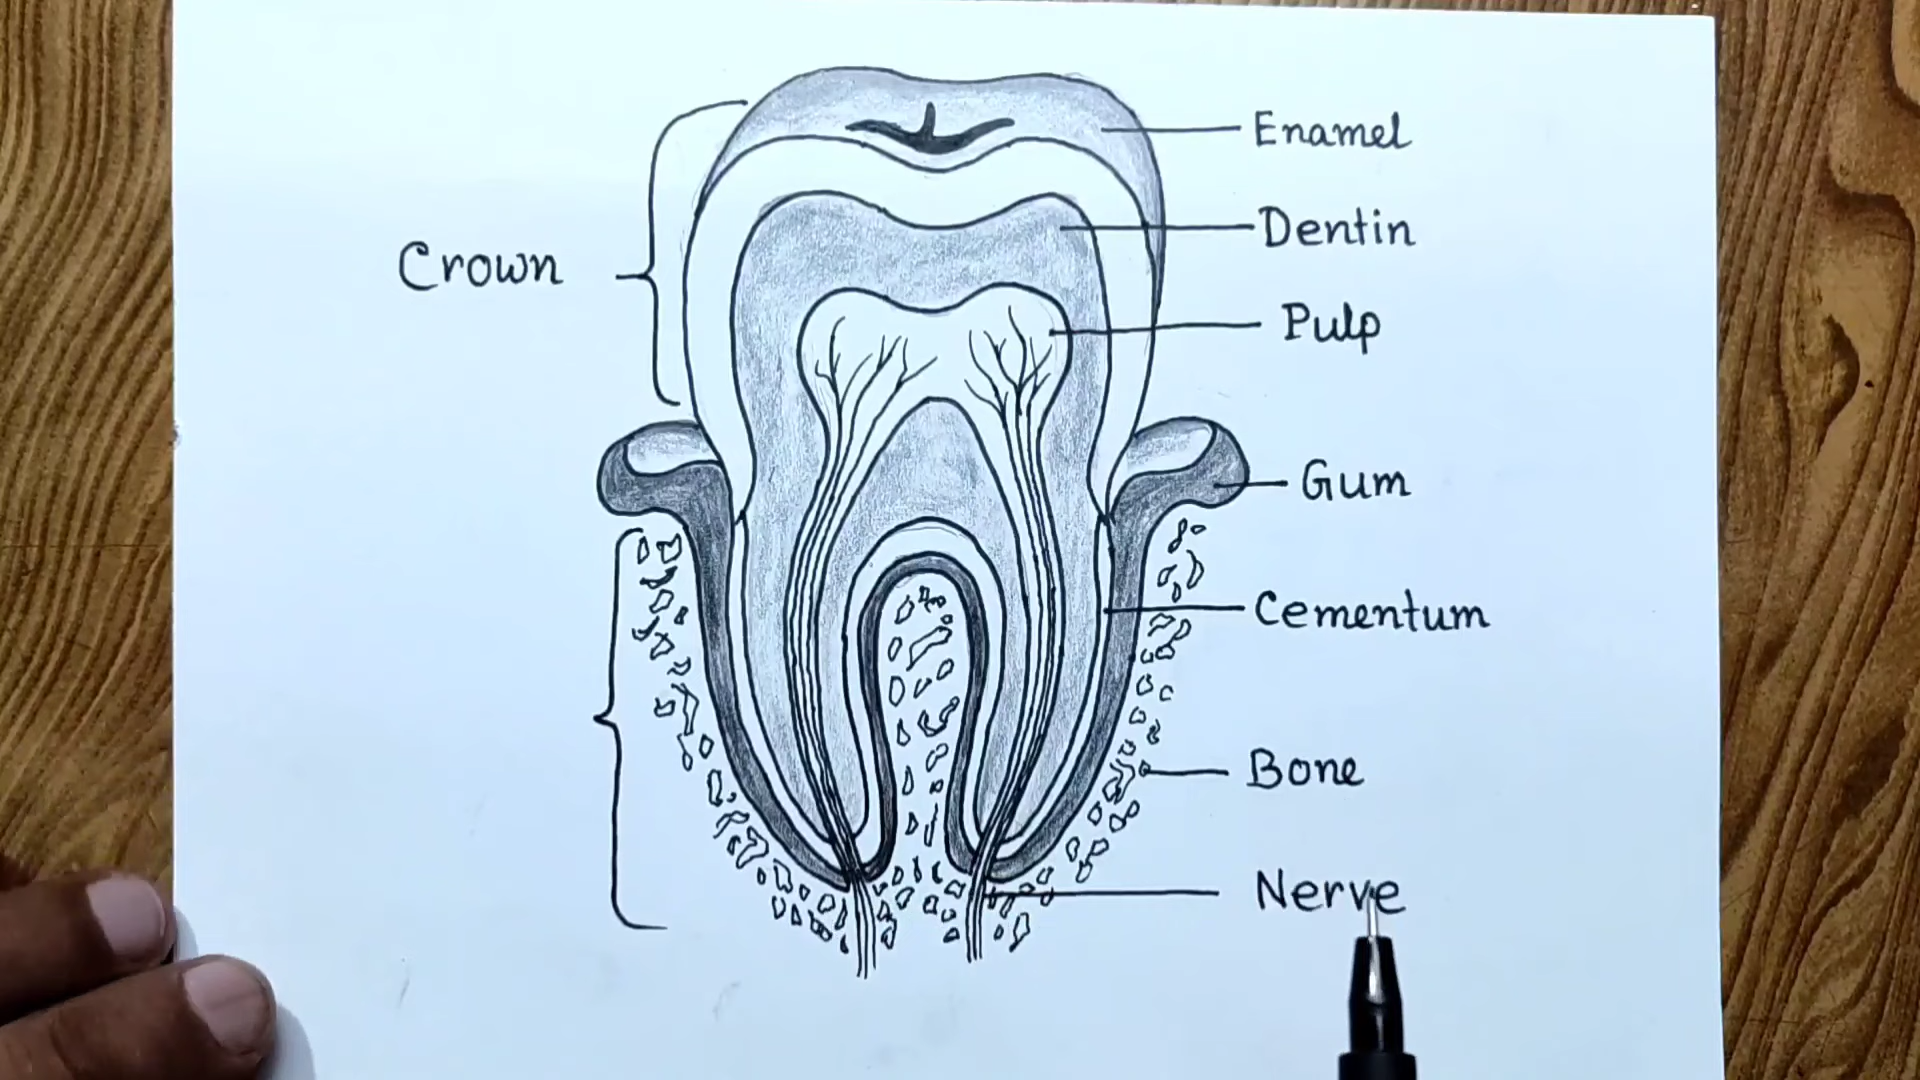 Enamel
Dentin
Crown
Pulp
Gum
Cementum
Bone
Nerve